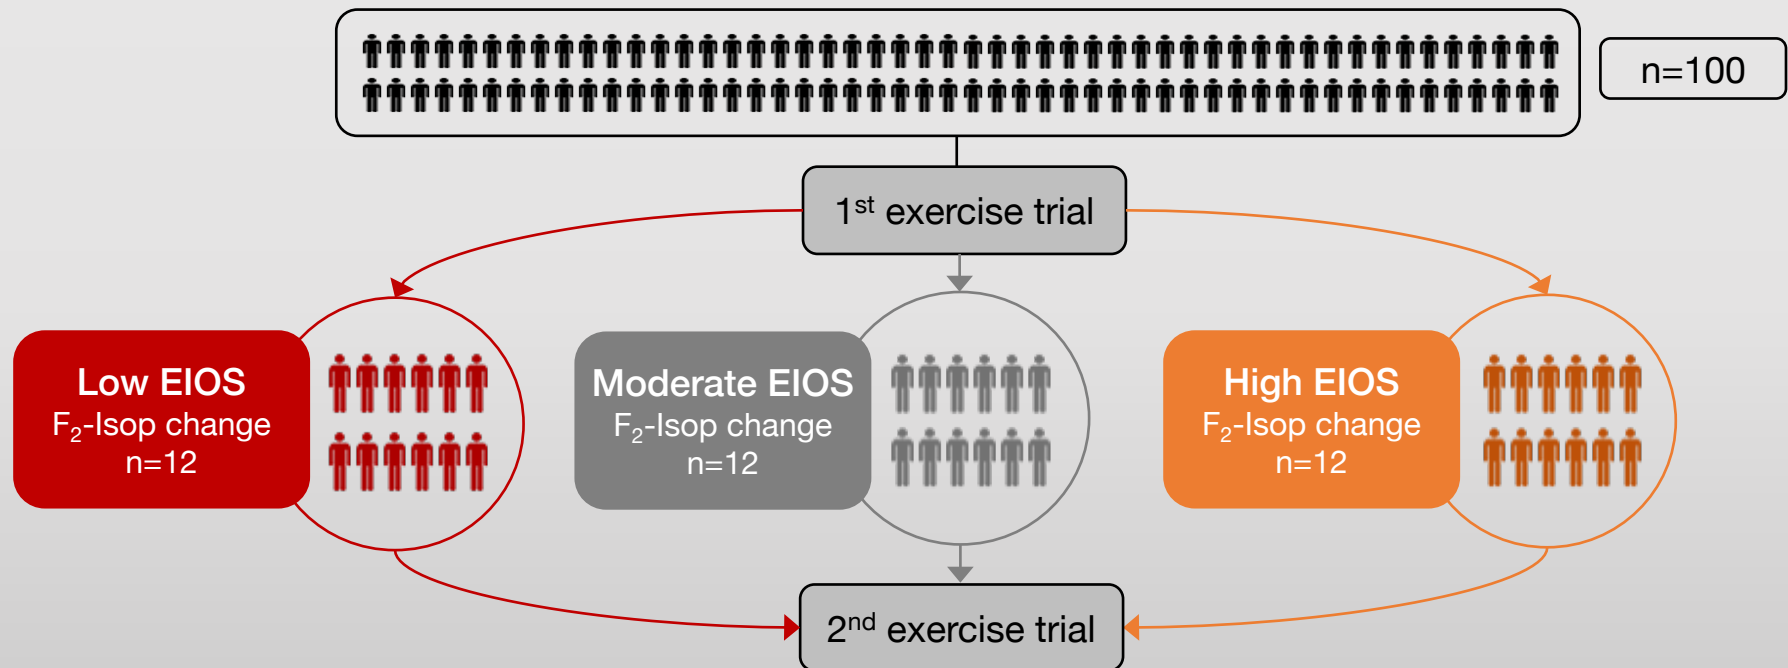 n=100
1st exercise trial
Low EIOS
F₂-Isop change
n=12
Moderate EIOS
F₂-Isop change
n=12
High EIOS
F₂-Isop change
n=12
2nd exercise trial